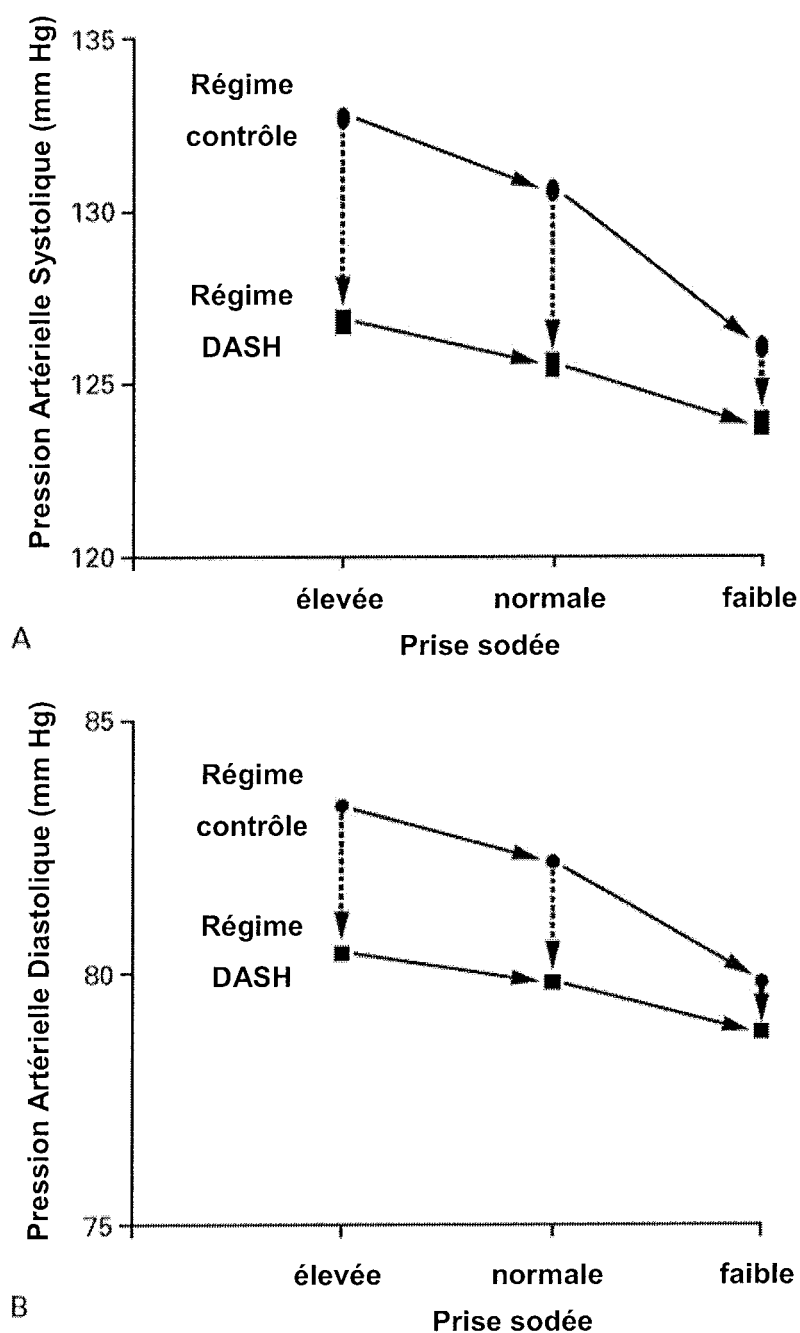 Pression Artérielle Systolique (mm Hg)
135
130
125
120
Régime
contrôle
Régime
DASH
élevée normale faible
Prise sodée
A
Pression Artérielle Diastolique (mm Hg)
85
80
75
Régime
contrôle
Régime
DASH
élevée normale faible
Prise sodée
B